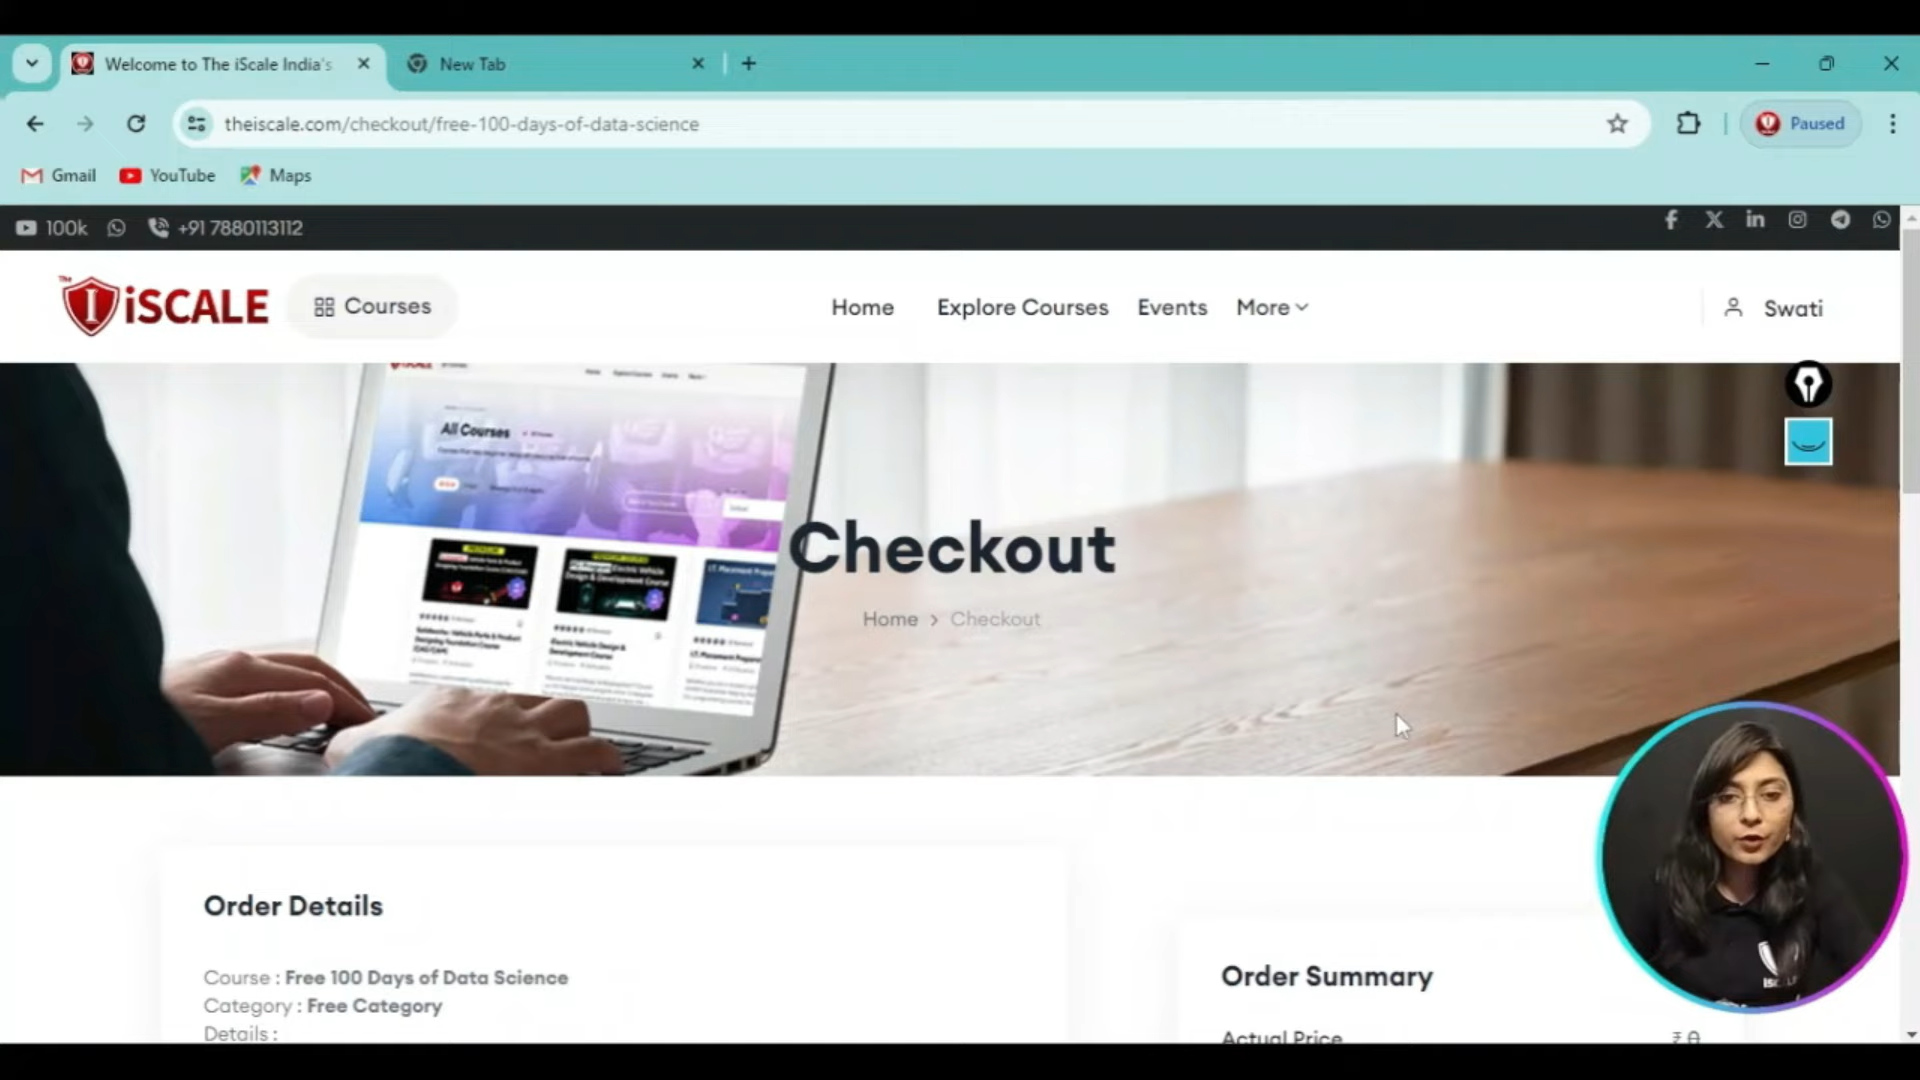 Welcome to The iScale India's
New Tab
theiscale.com/checkout/free-100-days-of-data-science
Paused
Gmail
YouTube
Maps
100k
+91 7880113112
The
iSCALE
Courses
Home
Explore Courses
Events
More
Swati
All Courses
Checkout
Home > Checkout
Order Details
Course : Free 100 Days of Data Science
Category : Free Category
Details :
Order Summary
Actual Price
₹ 0